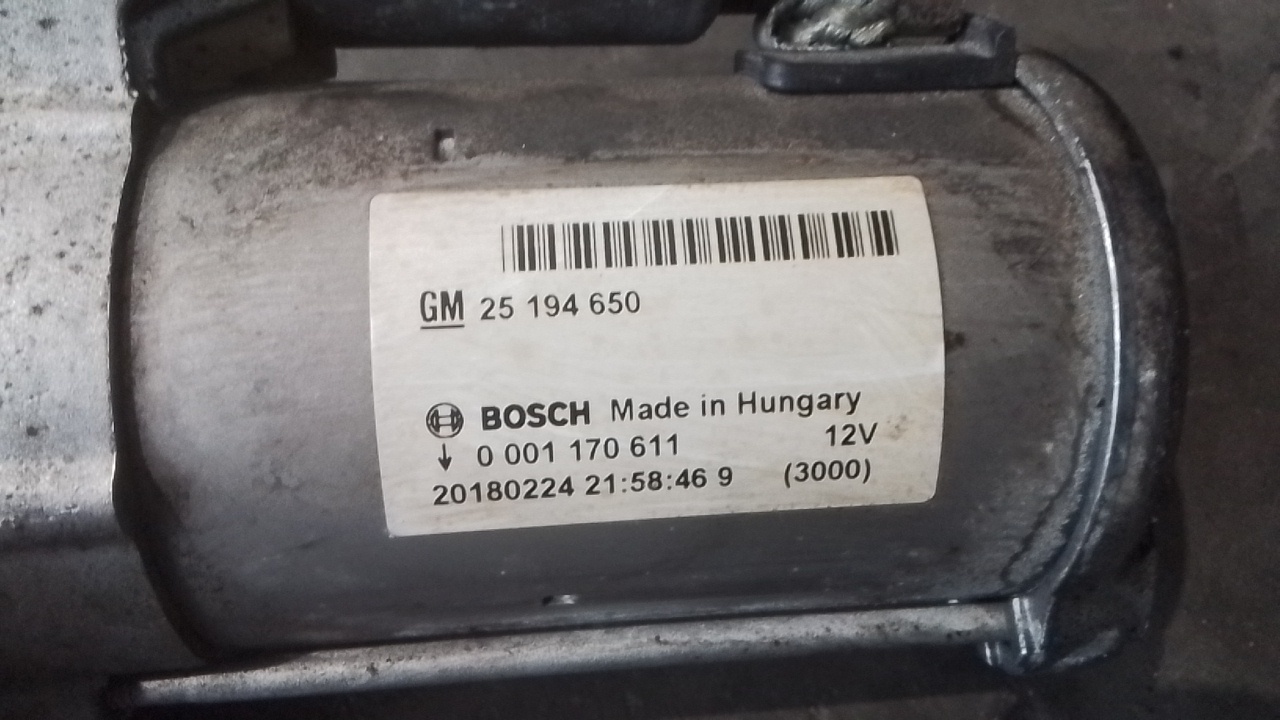 GM 25 194 650
BOSCH Made in Hungary
0 001 170 611 12V
20180224 21:58:46 9 (3000)